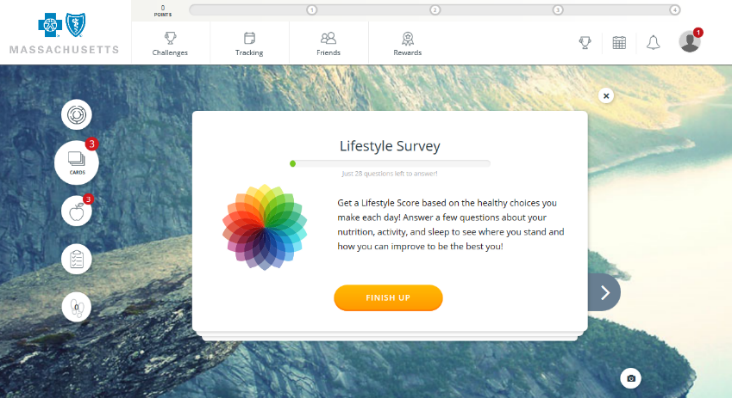 0
POINTS
1
2
3
4
MASSACHUSETTS
Challenges
Tracking
Friends
Rewards
1
3
CARDS
3
0
Lifestyle Survey
Just 28 questions left to answer!
Get a Lifestyle Score based on the healthy choices you
make each day! Answer a few questions about your
nutrition, activity, and sleep to see where you stand and
how you can improve to be the best you!
FINISH UP